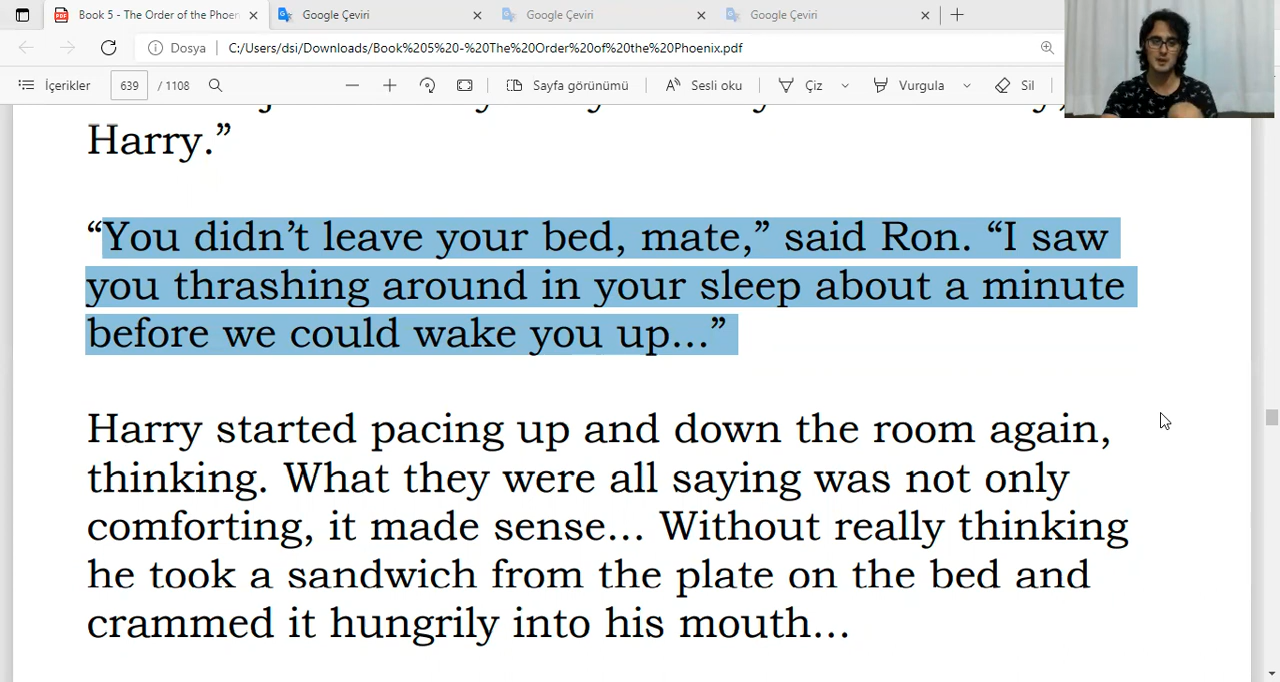 Book 5 - The Order of the Phoen
Google Çeviri
Google Çeviri
Google Çeviri
Dosya
C:/Users/dsi/Downloads/Book%205%20-%20The%20Order%20of%20the%20Phoenix.pdf
İçerikler
639 / 1108
Sayfa görünümü
Sesli oku
Çiz
Vurgula
Sil
Harry.”
“You didn’t leave your bed, mate,” said Ron. “I saw
you thrashing around in your sleep about a minute
before we could wake you up…”
Harry started pacing up and down the room again,
thinking. What they were all saying was not only
comforting, it made sense… Without really thinking
he took a sandwich from the plate on the bed and
crammed it hungrily into his mouth…